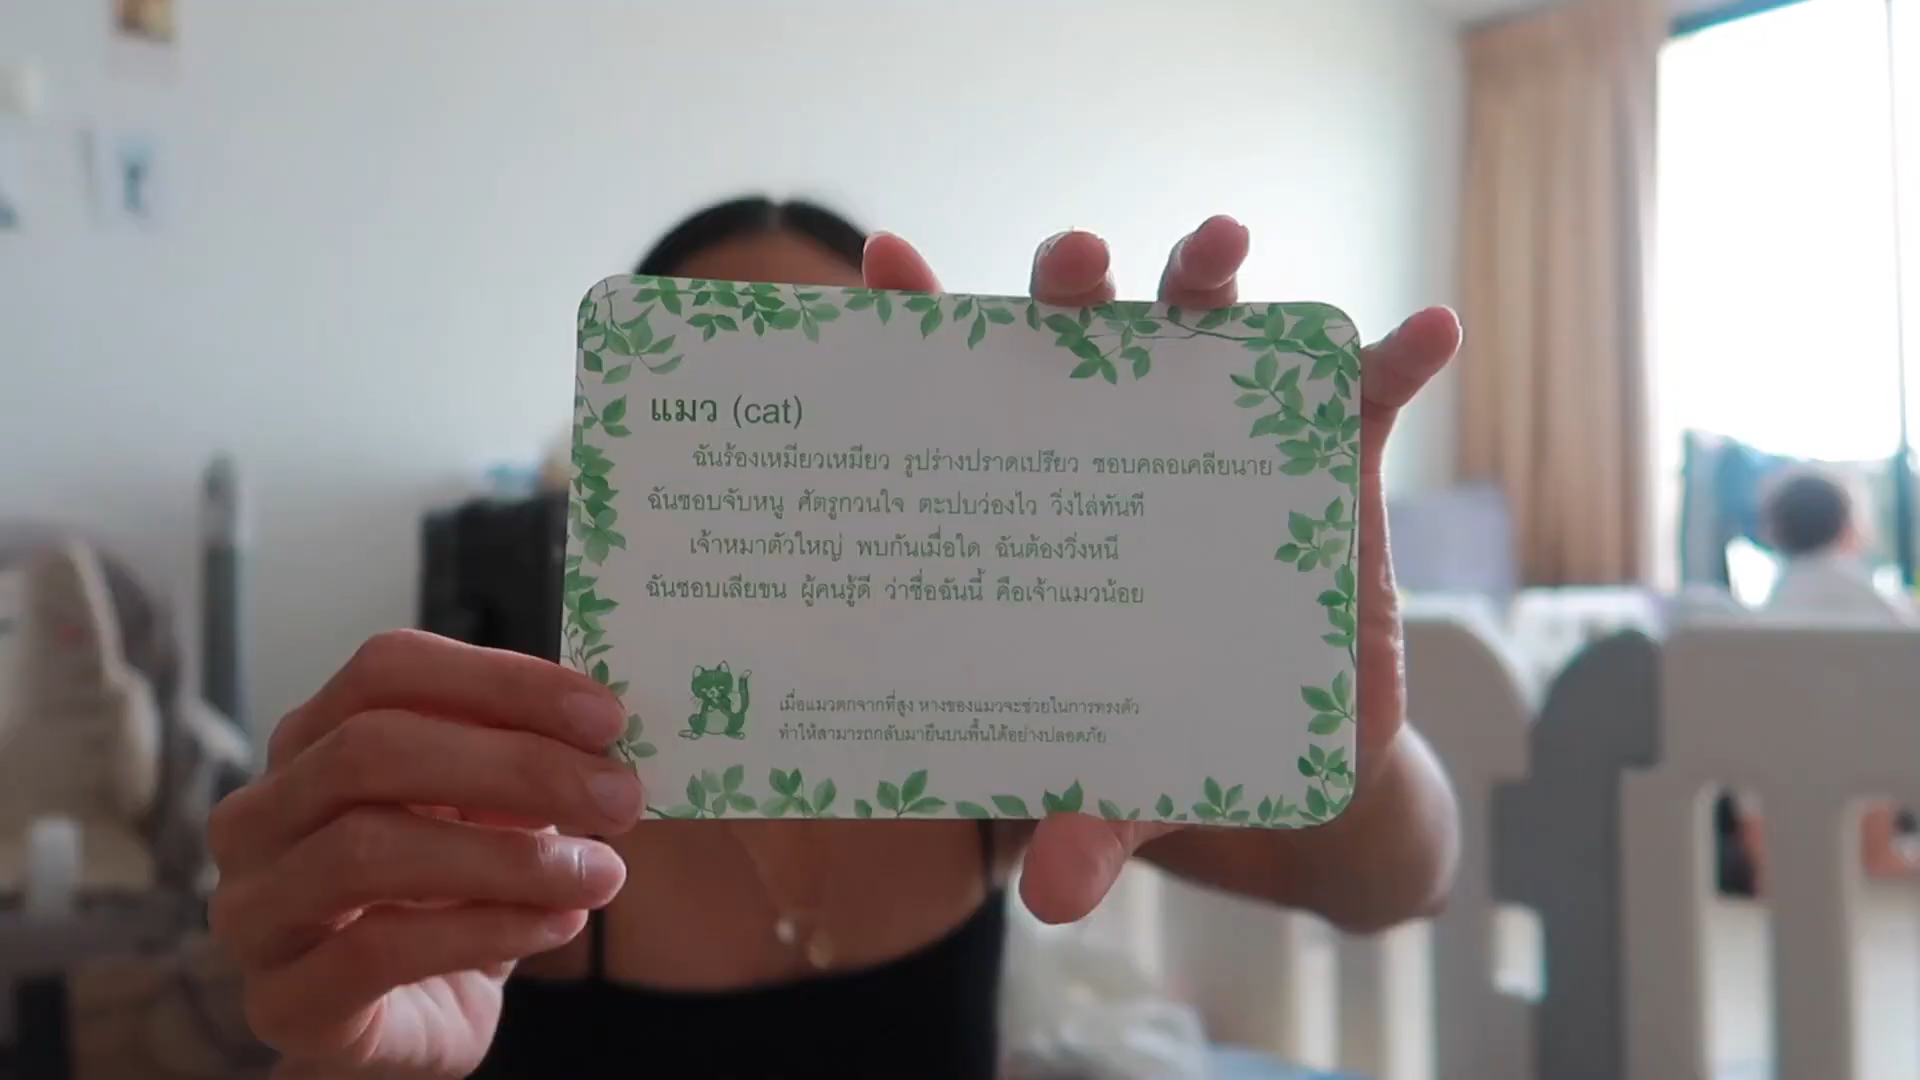 แมว (cat)
ฉันร้องเหมียวเหมียว รูปร่างปราดเปรียว ชอบคลอเคลียนาย
ฉันชอบจับหนู ศัตรูกวนใจ ตะปบว่องไว วิ่งไล่ทันที
เจ้าหมาตัวใหญ่ พบกันเมื่อใด ฉันต้องวิ่งหนี
ฉันชอบเลียขน ผู้คนรู้ดี ว่าชื่อฉันนี้ คือเจ้าแมวน้อย
เมื่อแมวตกจากที่สูง หางของแมวจะช่วยในการทรงตัว
ทำให้สามารถกลับมายืนบนพื้นได้อย่างปลอดภัย